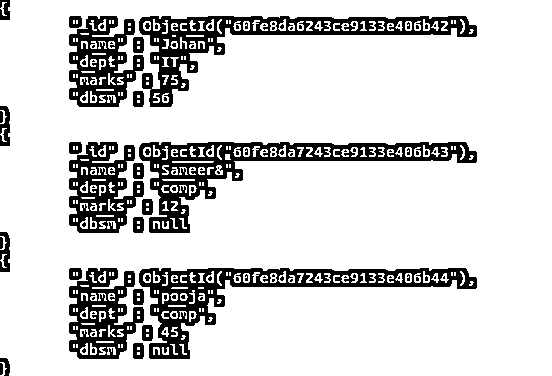 {
"_id" : ObjectId("60fe8da6243ce9133e406b42"),
"name" : "Johan",
"dept" : "IT",
"marks" : 75,
"dbsm" : 56
}
{
"_id" : ObjectId("60fe8da7243ce9133e406b43"),
"name" : "Sameer&",
"dept" : "comp",
"marks" : 12,
"dbsm" : null
}
{
"_id" : ObjectId("60fe8da7243ce9133e406b44"),
"name" : "pooja",
"dept" : "comp",
"marks" : 45,
"dbsm" : null
}